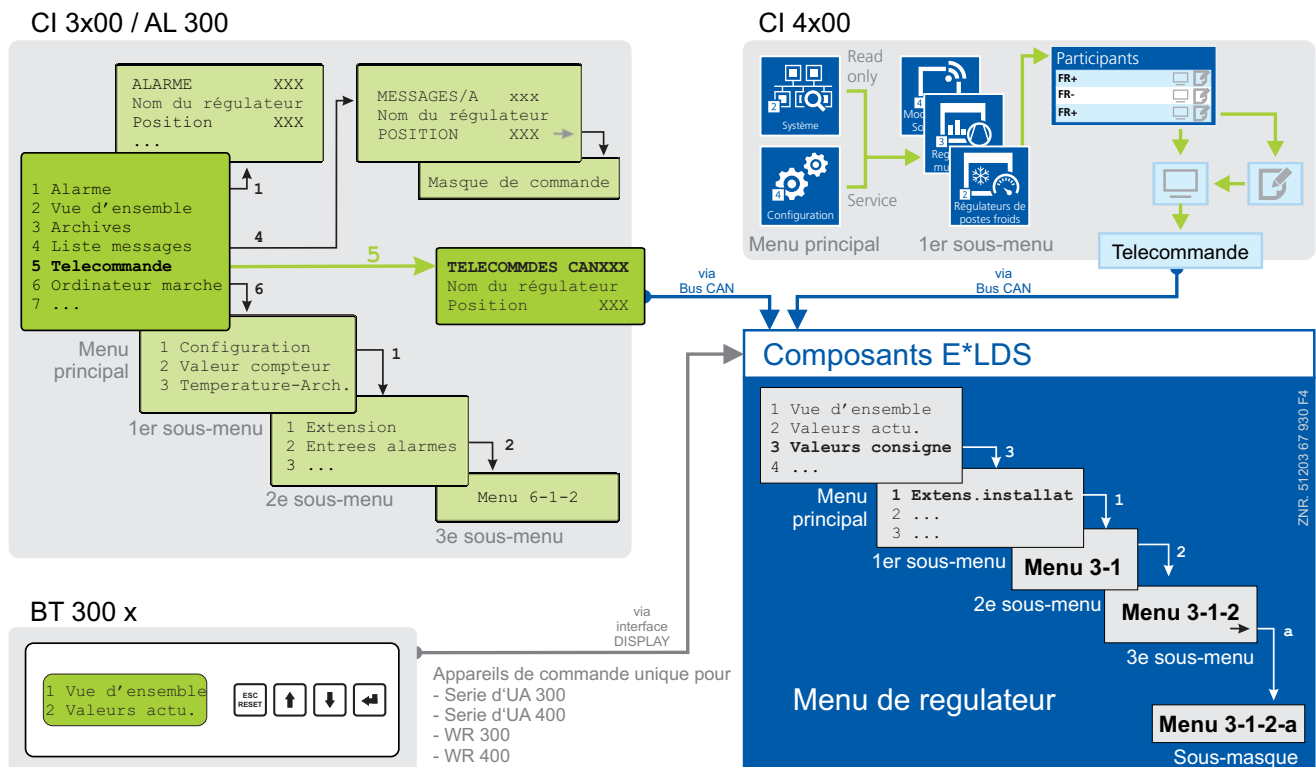 CI 3x00 / AL 300
ALARME XXX
Nom du régulateur
Position XXX
...
MESSAGES/A xxx
Nom du régulateur
POSITION XXX
Masque de commande
1 Alarme
2 Vue d'ensemble
3 Archives
4 Liste messages
5 Telecommande
6 Ordinateur marche
7 ...
1
4
5
6
TELECOMMDES CANXXX
Nom du régulateur
Position XXX
Menu
principal
1 Configuration
2 Valeur compteur
3 Temperature-Arch.
1
1er sous-menu
1 Extension
2 Entrees alarmes
3 ...
2
2e sous-menu
Menu 6-1-2
3e sous-menu
CI 4x00
2
Système
Read
only
4
Configuration
Service
Menu principal
4
Mod
So
3
Reg
mu
2
Régulateurs de
postes froids
1er sous-menu
Participants
FR+
FR-
FR+
Telecommande
via
Bus CAN
via
Bus CAN
Composants E*LDS
1 Vue d'ensemble
2 Valeurs actu.
3 Valeurs consigne
4 ...
3
Menu
principal
1 Extens.installat
2 ...
3 ...
1
1er sous-menu
Menu 3-1
2
2e sous-menu
Menu 3-1-2
a
3e sous-menu
Menu de regulateur
Menu 3-1-2-a
Sous-masque
ZNR. 51203 67 930 F4
BT 300 x
1 Vue d'ensemble
2 Valeurs actu.
ESC
RESET
via
interface
DISPLAY
Appareils de commande unique pour
- Serie d'UA 300
- Serie d'UA 400
- WR 300
- WR 400